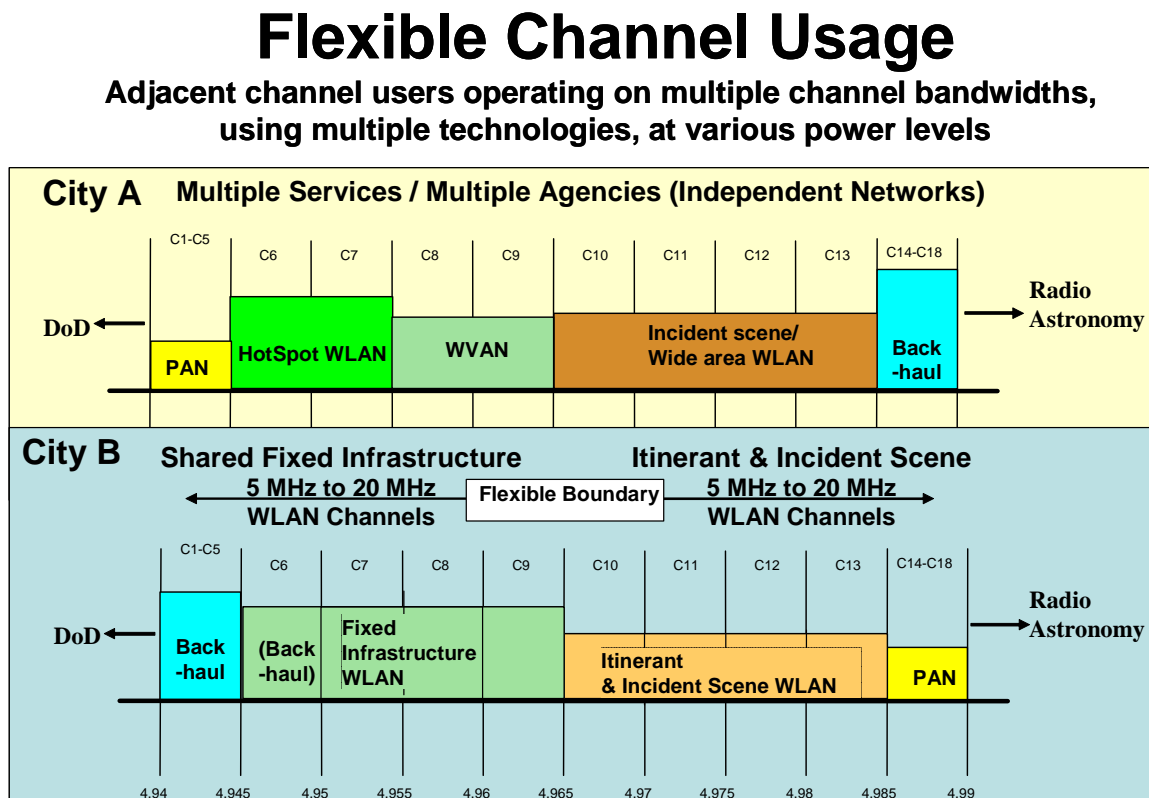 Flexible Channel Usage
Adjacent channel users operating on multiple channel bandwidths,
using multiple technologies, at various power levels
City A
Multiple Services / Multiple Agencies (Independent Networks)
C1-C5
C6
C7
C8
C9
C10
C11
C12
C13
C14-C18
DoD
Radio
Astronomy
PAN
HotSpot WLAN
WVAN
Incident scene/
Wide area WLAN
Back
-haul
City B
Shared Fixed Infrastructure
5 MHz to 20 MHz
WLAN Channels
Flexible Boundary
Itinerant & Incident Scene
5 MHz to 20 MHz
WLAN Channels
C1-C5
C6
C7
C8
C9
C10
C11
C12
C13
C14-C18
DoD
Radio
Astronomy
Back
-haul
(Back
-haul)
Fixed
Infrastructure
WLAN
Itinerant
& Incident Scene WLAN
PAN
4.94
4.945
4.95
4.955
4.96
4.965
4.97
4.975
4.98
4.985
4.99